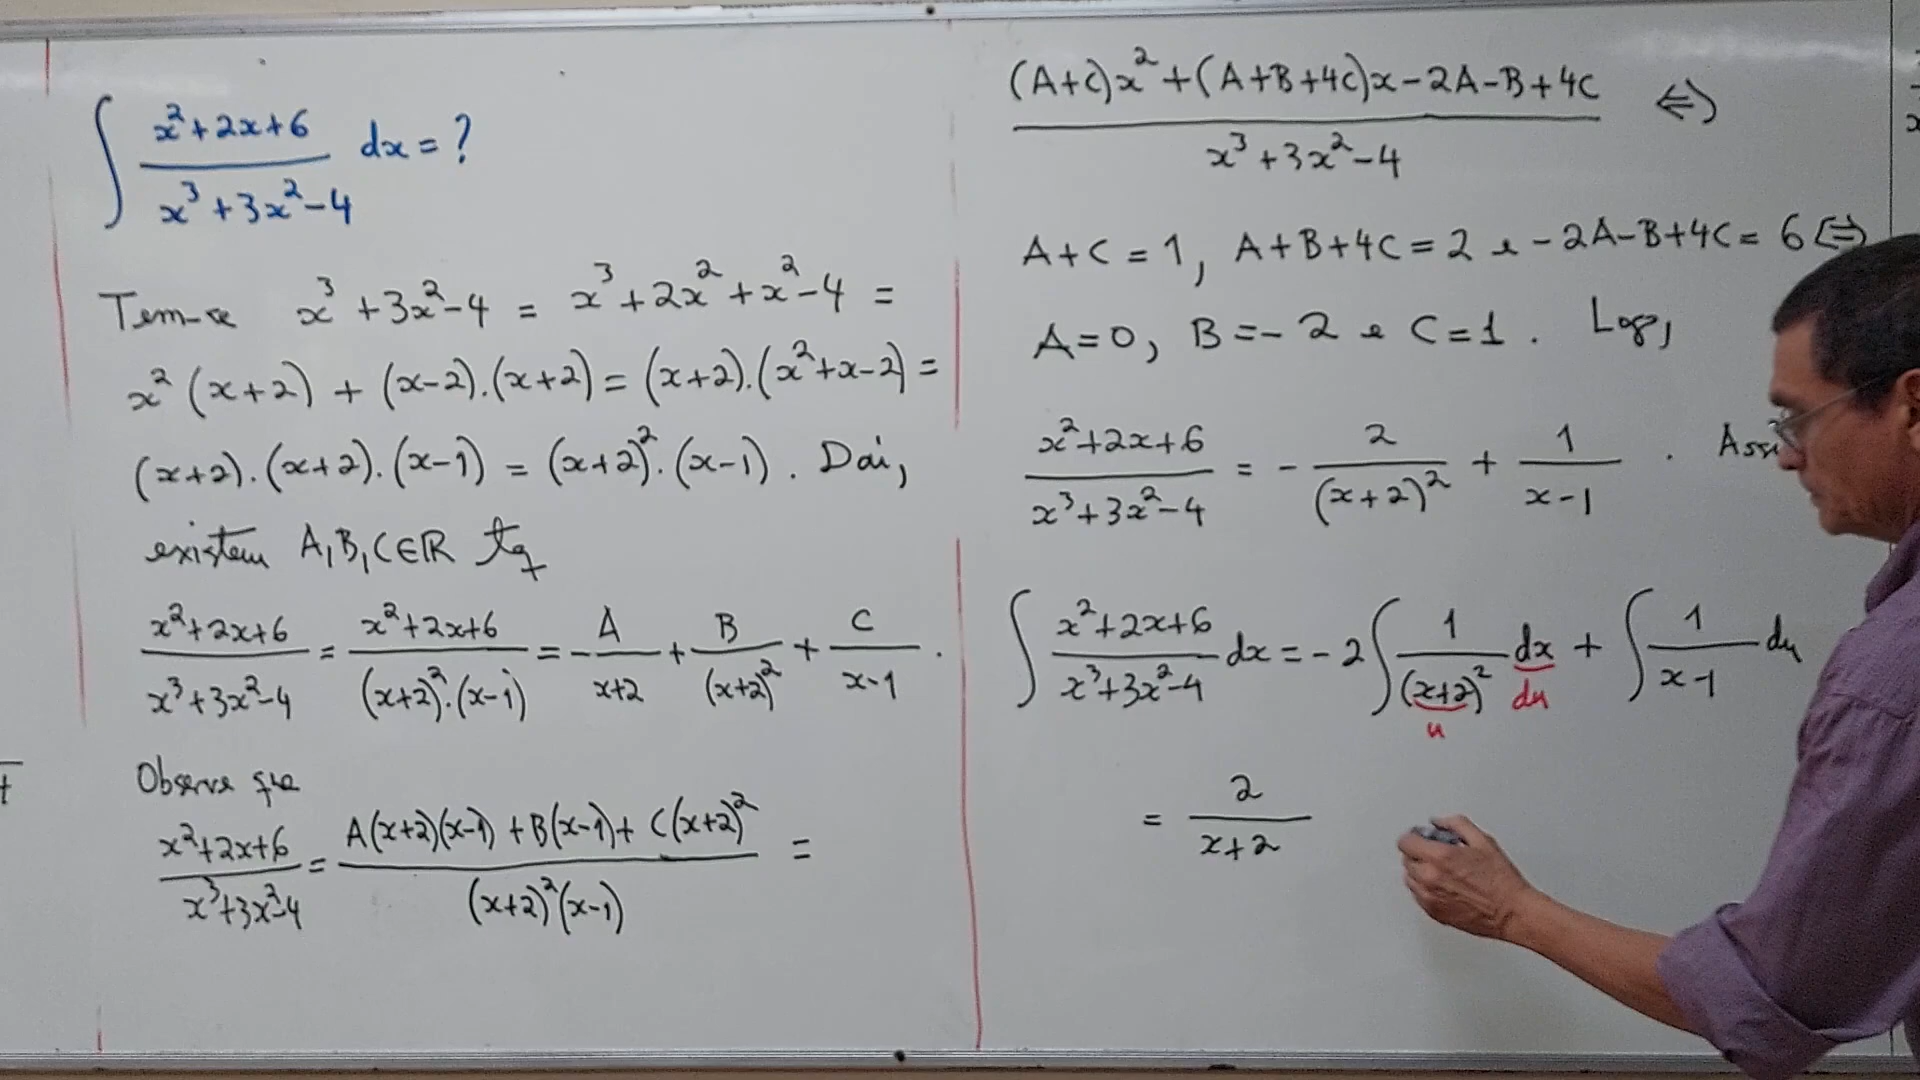 ∫ (x²+2x+6)/(x³+3x²-4) dx = ?
Tem-se x³+3x²-4 = x³+2x²+x²-4 =
x²(x+2) + (x-2).(x+2) = (x+2).(x²+x-2) =
(x+2).(x+2).(x-1) = (x+2)².(x-1). Daí,
existem A,B,C∈ℝ tq
(x²+2x+6)/(x³+3x²-4) = (x²+2x+6)/((x+2)².(x-1)) = A/(x+2) + B/(x+2)² + C/(x-1).
Observe que
(x²+2x+6)/(x³+3x²-4) = (A(x+2)(x-1)+B(x-1)+C(x+2)²)/((x+2)²(x-1)) =
((A+C)x²+(A+B+4C)x-2A-B+4C)/(x³+3x²-4) ⇔
A+C=1, A+B+4C=2 e -2A-B+4C=6 ⇔
A=0, B=-2 e C=1. Logo,
(x²+2x+6)/(x³+3x²-4) = -2/(x+2)² + 1/(x-1). Assi
∫ (x²+2x+6)/(x³+3x²-4) dx = -2 ∫ 1/(x+2)² dx + ∫ 1/(x-1) dx
u du
= 2/(x+2)